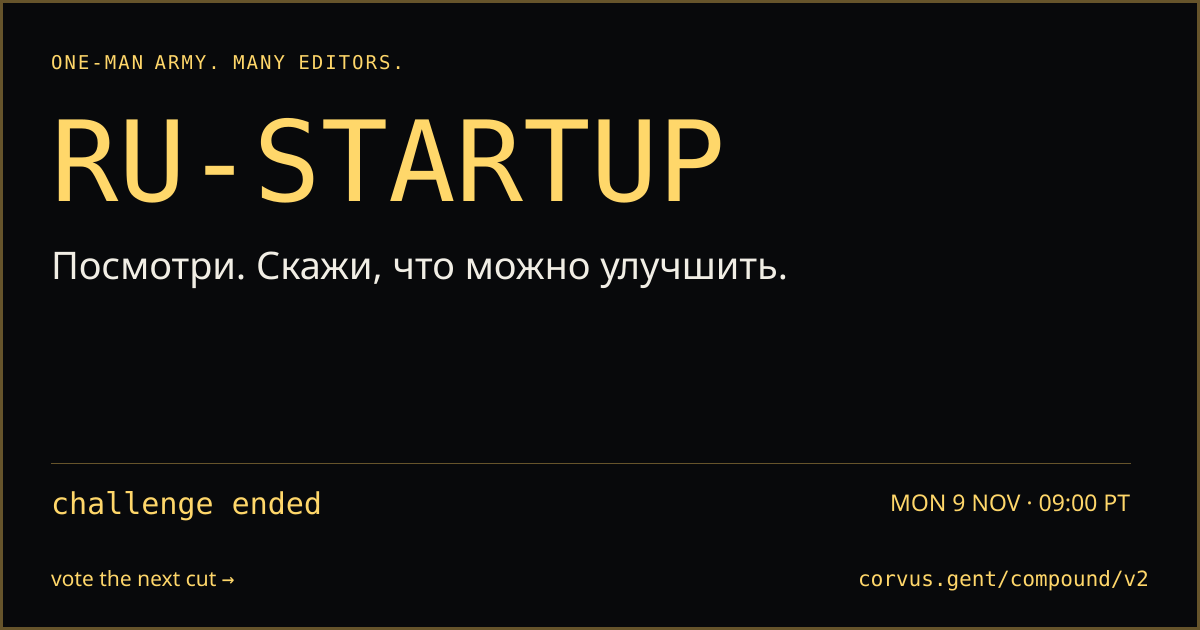 ONE-MAN ARMY. MANY EDITORS.
RU-STARTUP
Посмотри. Скажи, что можно улучшить.
challenge ended
MON 9 NOV · 09:00 PT
vote the next cut →
corvus.gent/compound/v2